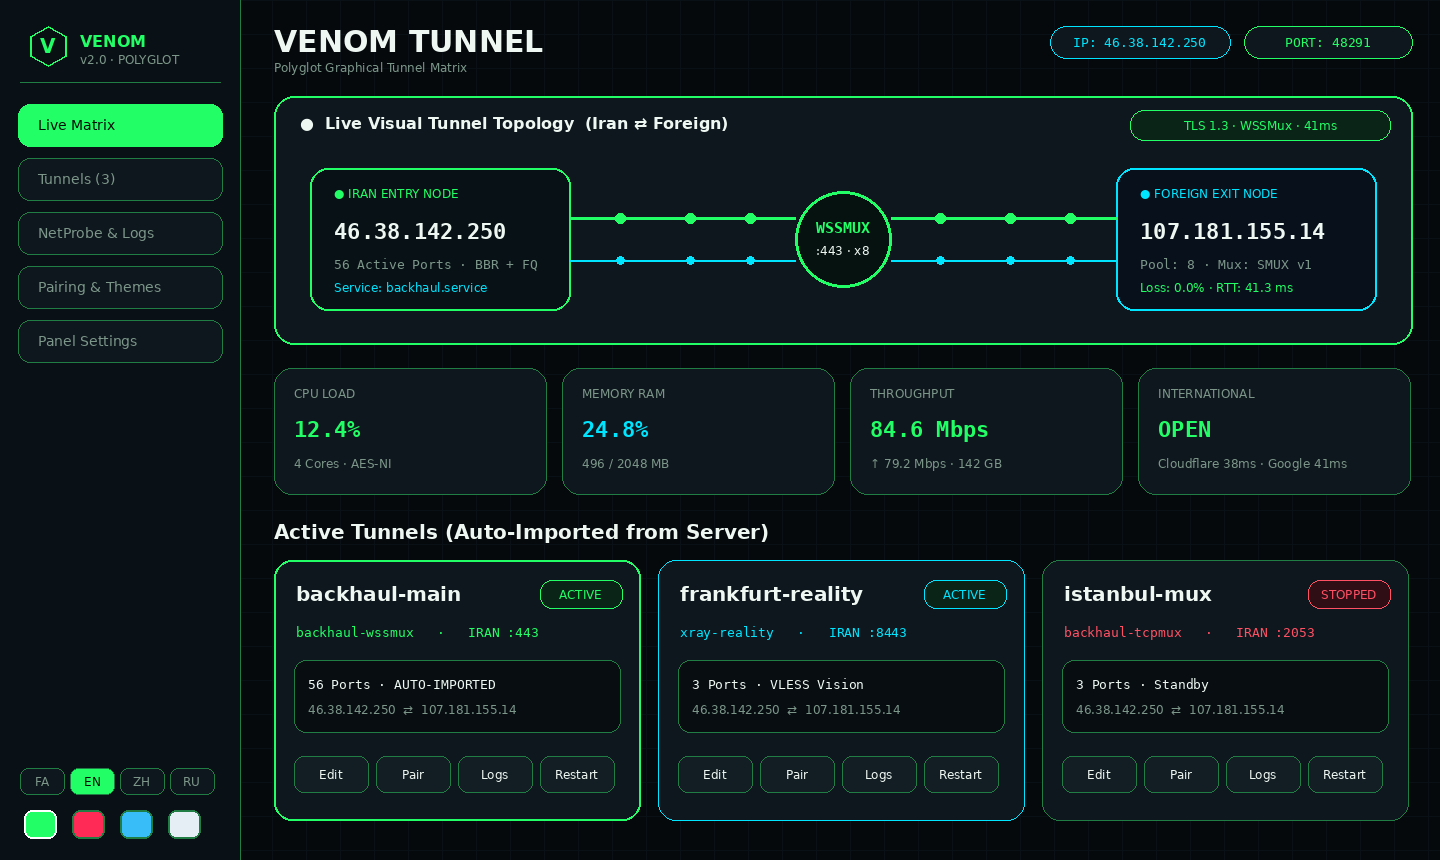 V
VENOM
v2.0 · POLYGLOT
Live Matrix
Tunnels (3)
NetProbe & Logs
Pairing & Themes
Panel Settings
FA EN ZH RU
VENOM TUNNEL
Polyglot Graphical Tunnel Matrix
IP: 46.38.142.250
PORT: 48291
● Live Visual Tunnel Topology (Iran ⇄ Foreign)
TLS 1.3 · WSSMux · 41ms
● IRAN ENTRY NODE
46.38.142.250
56 Active Ports · BBR + FQ
Service: backhaul.service
WSSMUX
:443 · x8
● FOREIGN EXIT NODE
107.181.155.14
Pool: 8 · Mux: SMUX v1
Loss: 0.0% · RTT: 41.3 ms
CPU LOAD
12.4%
4 Cores · AES-NI
MEMORY RAM
24.8%
496 / 2048 MB
THROUGHPUT
84.6 Mbps
↑ 79.2 Mbps · 142 GB
INTERNATIONAL
OPEN
Cloudflare 38ms · Google 41ms
Active Tunnels (Auto-Imported from Server)
backhaul-main
ACTIVE
backhaul-wssmux · IRAN :443
56 Ports · AUTO-IMPORTED
46.38.142.250 ⇄ 107.181.155.14
Edit Pair Logs Restart
frankfurt-reality
ACTIVE
xray-reality · IRAN :8443
3 Ports · VLESS Vision
46.38.142.250 ⇄ 107.181.155.14
Edit Pair Logs Restart
istanbul-mux
STOPPED
backhaul-tcpmux · IRAN :2053
3 Ports · Standby
46.38.142.250 ⇄ 107.181.155.14
Edit Pair Logs Restart